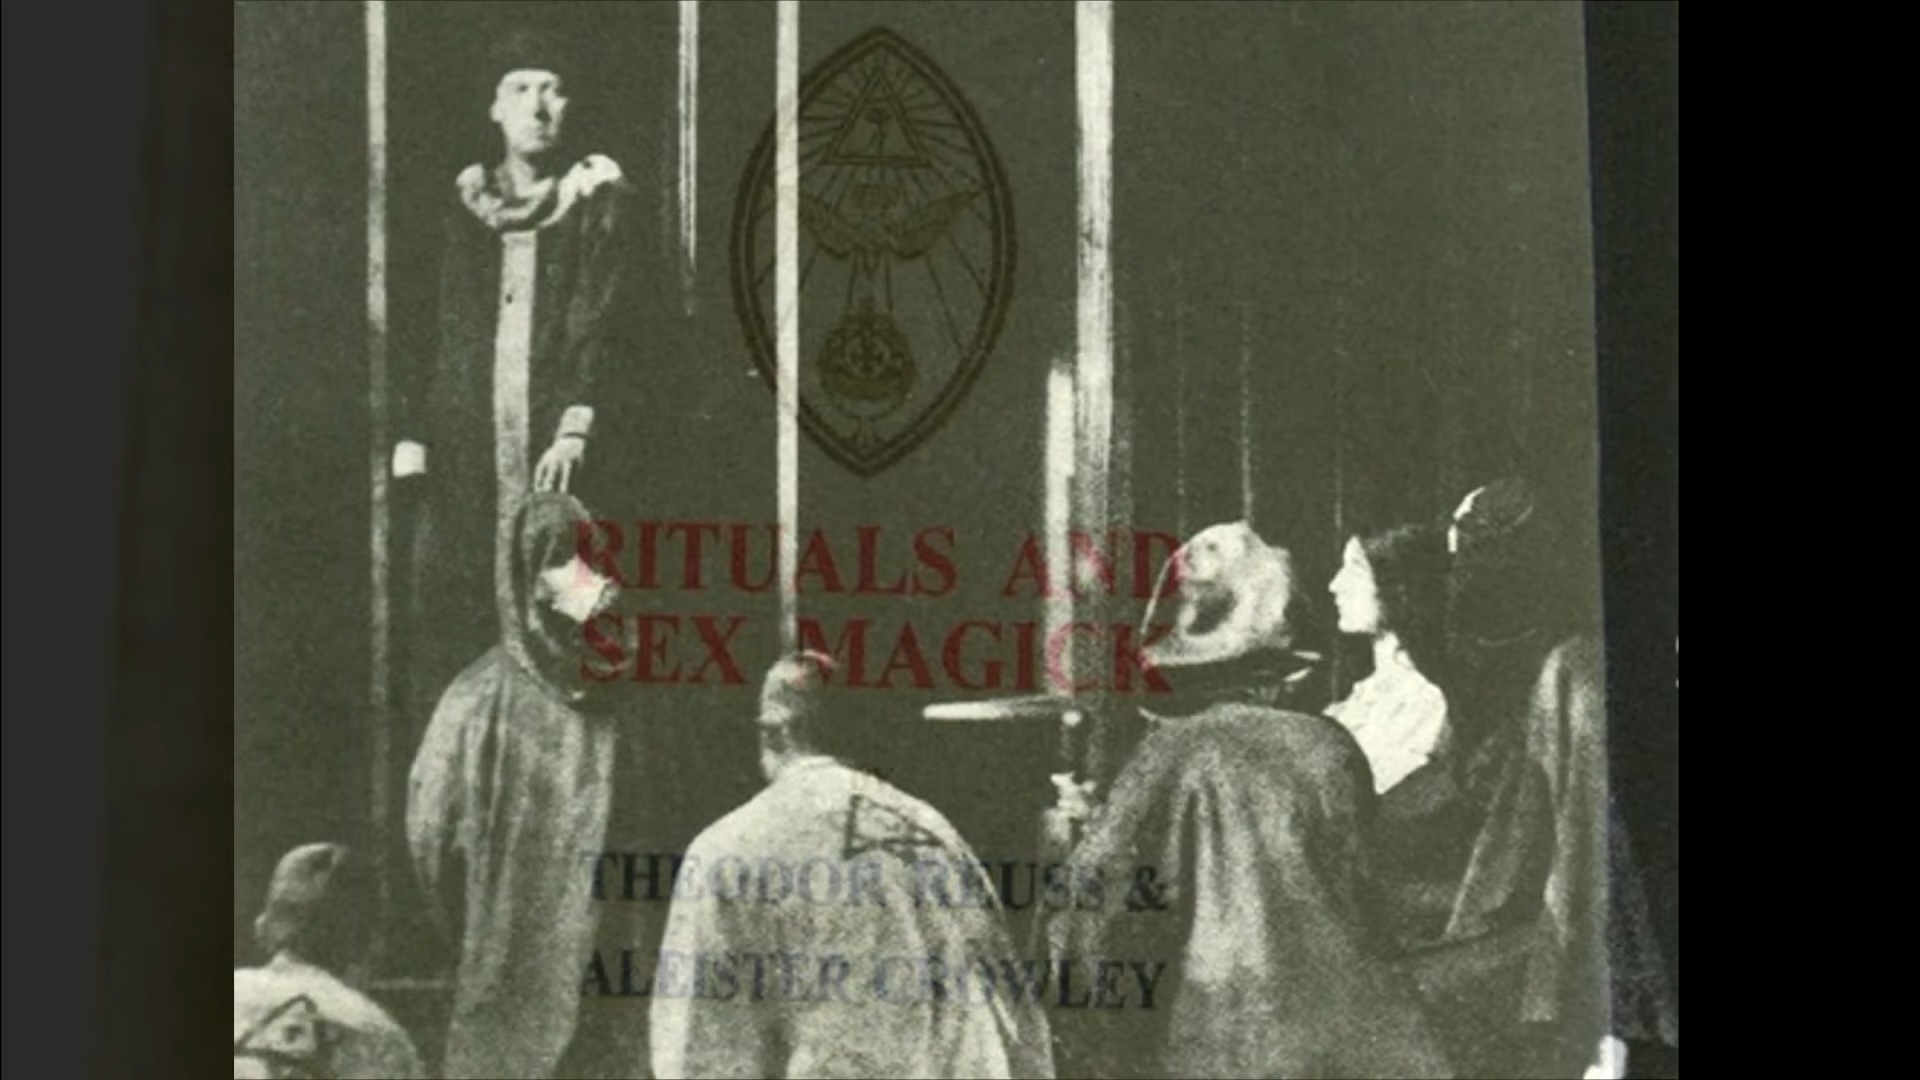 RITUALS AND
SEX MAGICK
THEODOR REUSS &
ALEISTER CROWLEY